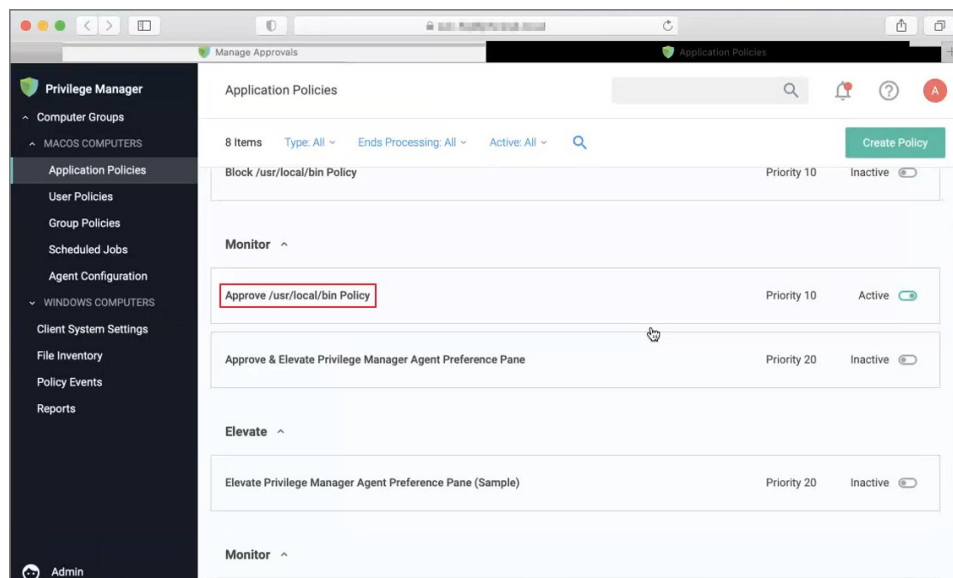 Manage Approvals
Application Policies
Privilege Manager
Computer Groups
MACOS COMPUTERS
Application Policies
User Policies
Group Policies
Scheduled Jobs
Agent Configuration
WINDOWS COMPUTERS
Client System Settings
File Inventory
Policy Events
Reports
Admin
Application Policies
A
8 Items Type: All Ends Processing: All Active: All
Create Policy
Block /usr/local/bin Policy Priority 10 Inactive
Monitor
Approve /usr/local/bin Policy Priority 10 Active
Approve & Elevate Privilege Manager Agent Preference Pane Priority 20 Inactive
Elevate
Elevate Privilege Manager Agent Preference Pane (Sample) Priority 20 Inactive
Monitor